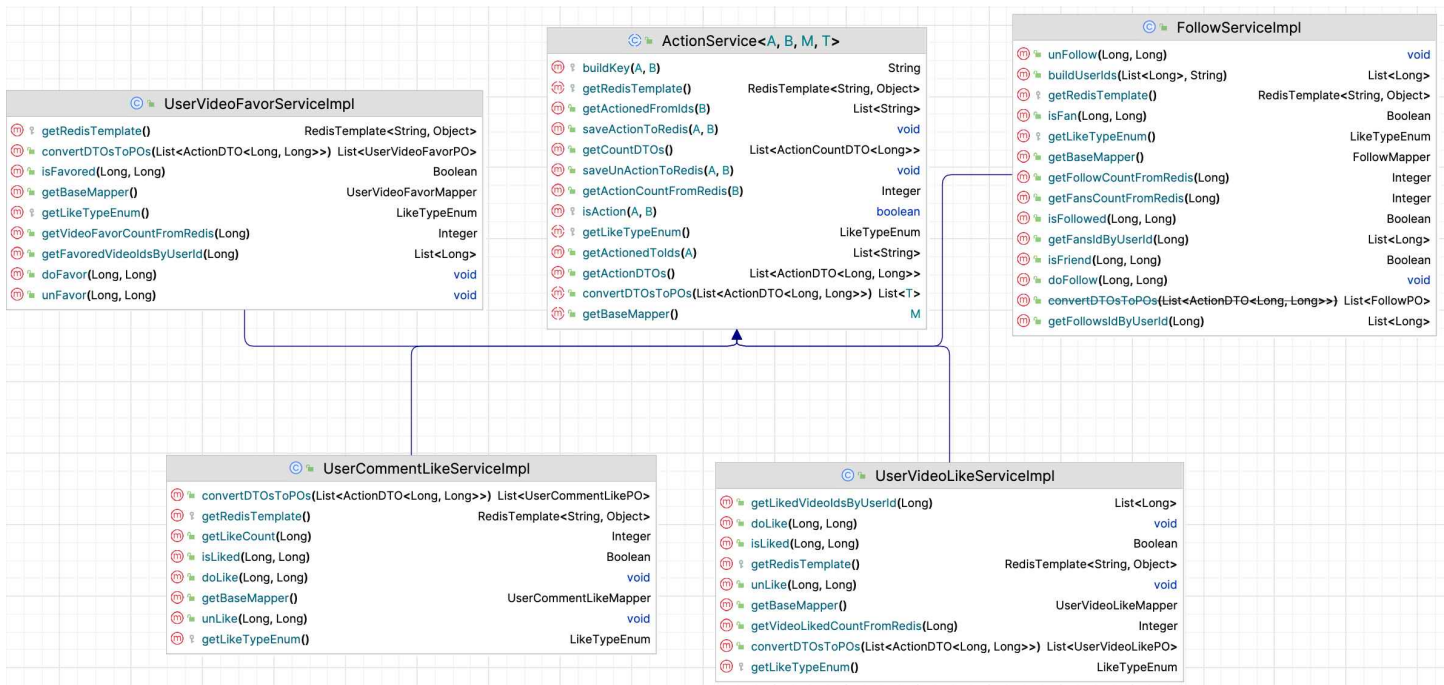 ActionService<A, B, M, T>
buildKey(A, B) String
getRedisTemplate() RedisTemplate<String, Object>
getActionedFromIds(B) List<String>
saveActionToRedis(A, B) void
getCountDTOs() List<ActionCountDTO<Long>>
saveUnActionToRedis(A, B) void
getActionCountFromRedis(B) Integer
isAction(A, B) boolean
getLikeTypeEnum() LikeTypeEnum
getActionedToIds(A) List<String>
getActionDTOs() List<ActionDTO<Long, Long>>
convertDTOsToPOs(List<ActionDTO<Long, Long>>) List<T>
getBaseMapper() M
FollowServiceImpl
unFollow(Long, Long) void
buildUserIds(List<Long>, String) List<Long>
getRedisTemplate() RedisTemplate<String, Object>
isFan(Long, Long) Boolean
getLikeTypeEnum() LikeTypeEnum
getBaseMapper() FollowMapper
getFollowCountFromRedis(Long) Integer
getFansCountFromRedis(Long) Integer
isFollowed(Long, Long) Boolean
getFansIdByUserId(Long) List<Long>
isFriend(Long, Long) Boolean
doFollow(Long, Long) void
convertDTOsToPOs(List<ActionDTO<Long, Long>>) List<FollowPO>
getFollowsIdByUserId(Long) List<Long>
UserVideoFavorServiceImpl
getRedisTemplate() RedisTemplate<String, Object>
convertDTOsToPOs(List<ActionDTO<Long, Long>>) List<UserVideoFavorPO>
isFavored(Long, Long) Boolean
getBaseMapper() UserVideoFavorMapper
getLikeTypeEnum() LikeTypeEnum
getVideoFavorCountFromRedis(Long) Integer
getFavoredVideoIdsByUserId(Long) List<Long>
doFavor(Long, Long) void
unFavor(Long, Long) void
UserCommentLikeServiceImpl
convertDTOsToPOs(List<ActionDTO<Long, Long>>) List<UserCommentLikePO>
getRedisTemplate() RedisTemplate<String, Object>
getLikeCount(Long) Integer
isLiked(Long, Long) Boolean
doLike(Long, Long) void
getBaseMapper() UserCommentLikeMapper
unLike(Long, Long) void
getLikeTypeEnum() LikeTypeEnum
UserVideoLikeServiceImpl
getLikedVideoIdsByUserId(Long) List<Long>
doLike(Long, Long) void
isLiked(Long, Long) Boolean
getRedisTemplate() RedisTemplate<String, Object>
unLike(Long, Long) void
getBaseMapper() UserVideoLikeMapper
getVideoLikedCountFromRedis(Long) Integer
convertDTOsToPOs(List<ActionDTO<Long, Long>>) List<UserVideoLikePO>
getLikeTypeEnum() LikeTypeEnum